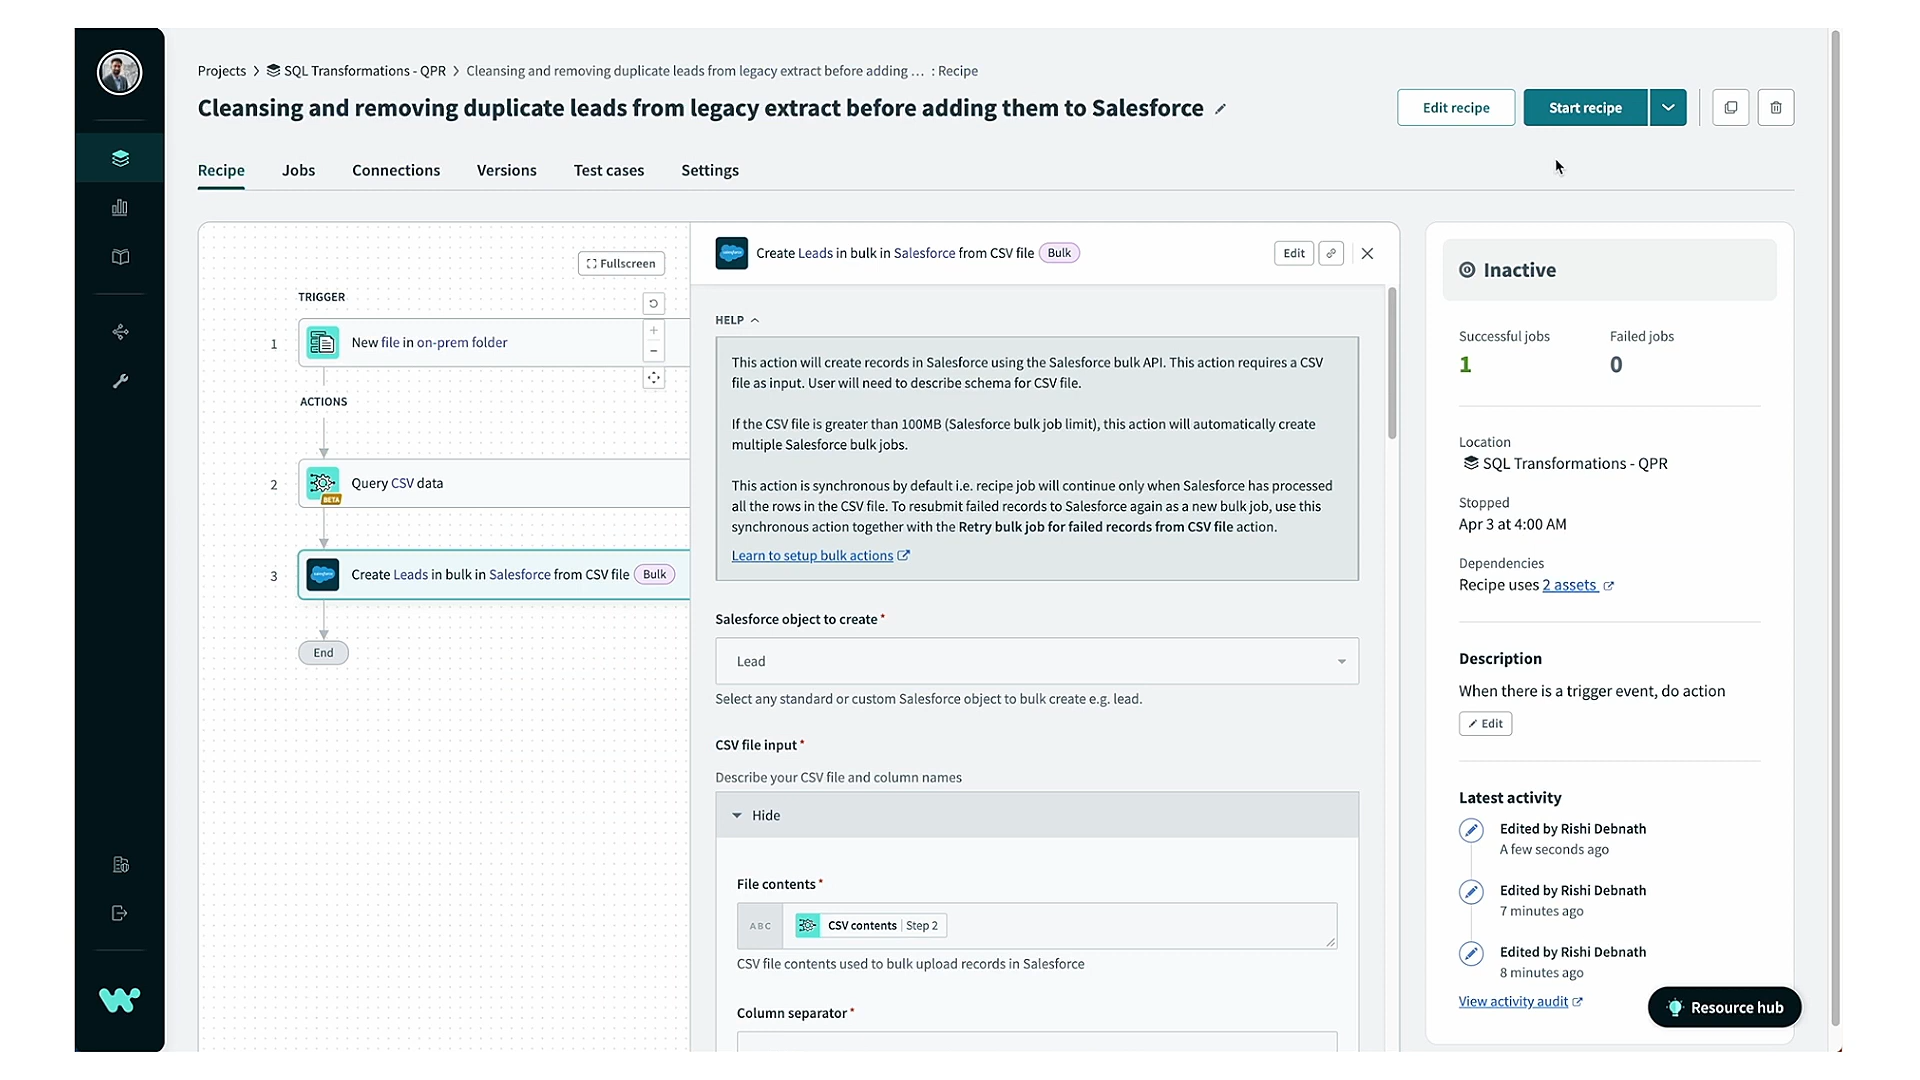 Projects > SQL Transformations - QPR > Cleansing and removing duplicate leads from legacy extract before adding ... : Recipe
Cleansing and removing duplicate leads from legacy extract before adding them to Salesforce
Edit recipe
Start recipe
Recipe
Jobs
Connections
Versions
Test cases
Settings
Fullscreen
TRIGGER
1
New file in on-prem folder
ACTIONS
2
BETA
Query CSV data
3
Create Leads in bulk in Salesforce from CSV file Bulk
End
Create Leads in bulk in Salesforce from CSV file Bulk
Edit
HELP
This action will create records in Salesforce using the Salesforce bulk API. This action requires a CSV
file as input. User will need to describe schema for CSV file.
If the CSV file is greater than 100MB (Salesforce bulk job limit), this action will automatically create
multiple Salesforce bulk jobs.
This action is synchronous by default i.e. recipe job will continue only when Salesforce has processed
all the rows in the CSV file. To resubmit failed records to Salesforce again as a new bulk job, use this
synchronous action together with the Retry bulk job for failed records from CSV file action.
Learn to setup bulk actions
Salesforce object to create *
Lead
Select any standard or custom Salesforce object to bulk create e.g. lead.
CSV file input *
Describe your CSV file and column names
Hide
File contents *
ABC
CSV contents | Step 2
CSV file contents used to bulk upload records in Salesforce
Column separator *
Inactive
Successful jobs
Failed jobs
1
0
Location
SQL Transformations - QPR
Stopped
Apr 3 at 4:00 AM
Dependencies
Recipe uses 2 assets
Description
When there is a trigger event, do action
Edit
Latest activity
Edited by Rishi Debnath
A few seconds ago
Edited by Rishi Debnath
7 minutes ago
Edited by Rishi Debnath
8 minutes ago
View activity audit
Resource hub